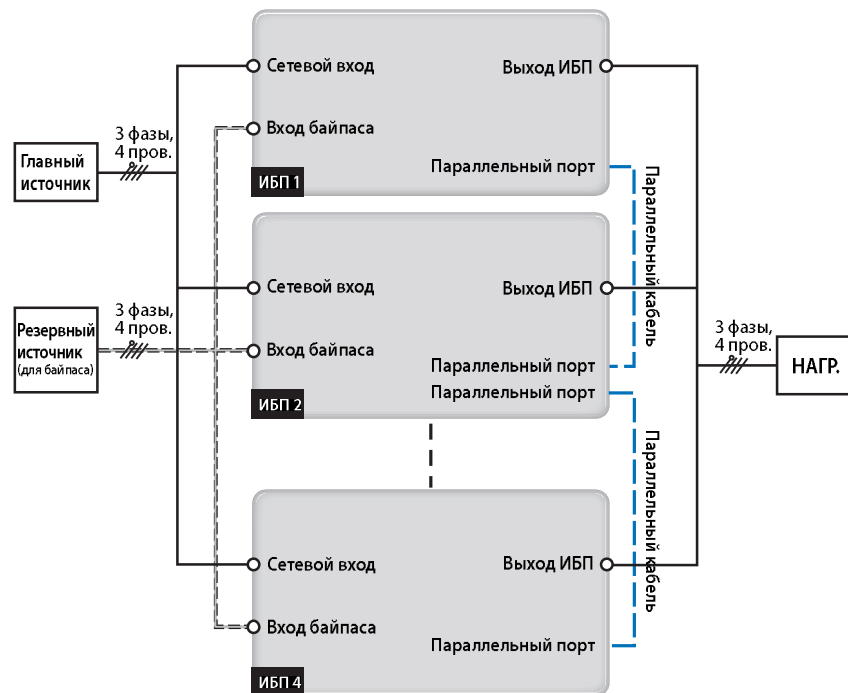 Сетевой вход
Выход ИБП
Вход байпаса
3 фазы,
4 пров.
Главный
источник
Параллельный порт
ИБП 1
Параллельный кабель
Сетевой вход
Выход ИБП
3 фазы,
4 пров.
Резервный
источник
(для байпаса)
Вход байпаса
3 фазы,
4 пров.
НАГР.
Параллельный порт
Параллельный порт
ИБП 2
Параллельный кабель
Сетевой вход
Выход ИБП
Вход байпаса
Параллельный порт
ИБП 4